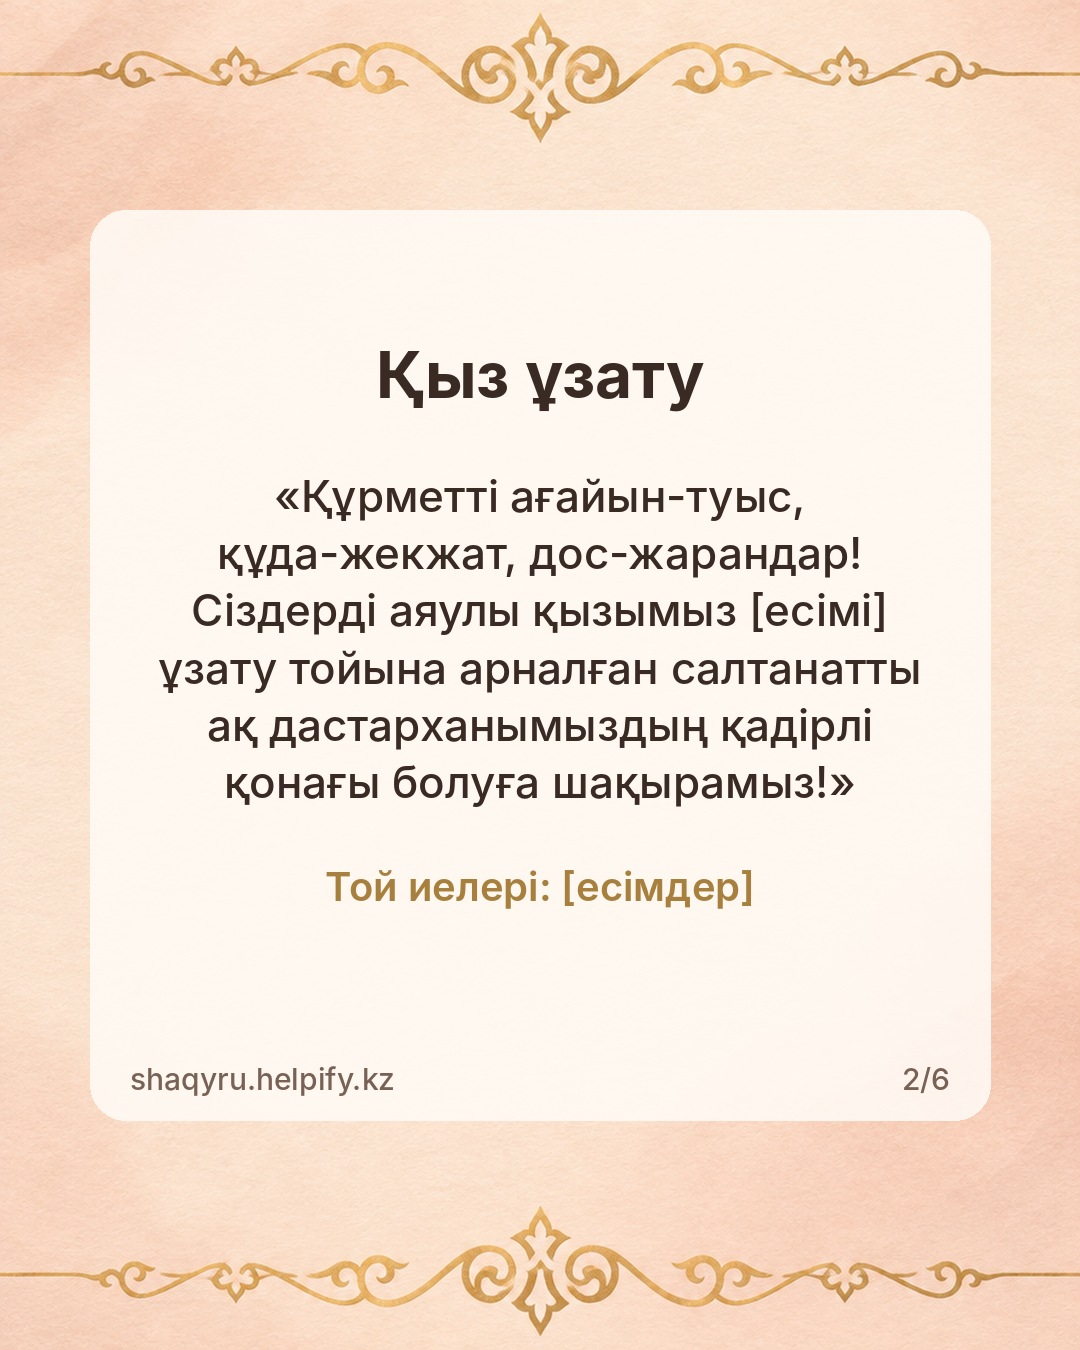 Қыз ұзату
«Құрметті ағайын-туыс,
құда-жекжат, дос-жарандар!
Сіздерді аяулы қызымыз [есімі]
ұзату тойына арналған салтанатты
ақ дастарханымыздың қадірлі
қонағы болуға шақырамыз!»
Той иелері: [есімдер]
shaqyru.helpify.kz
2/6